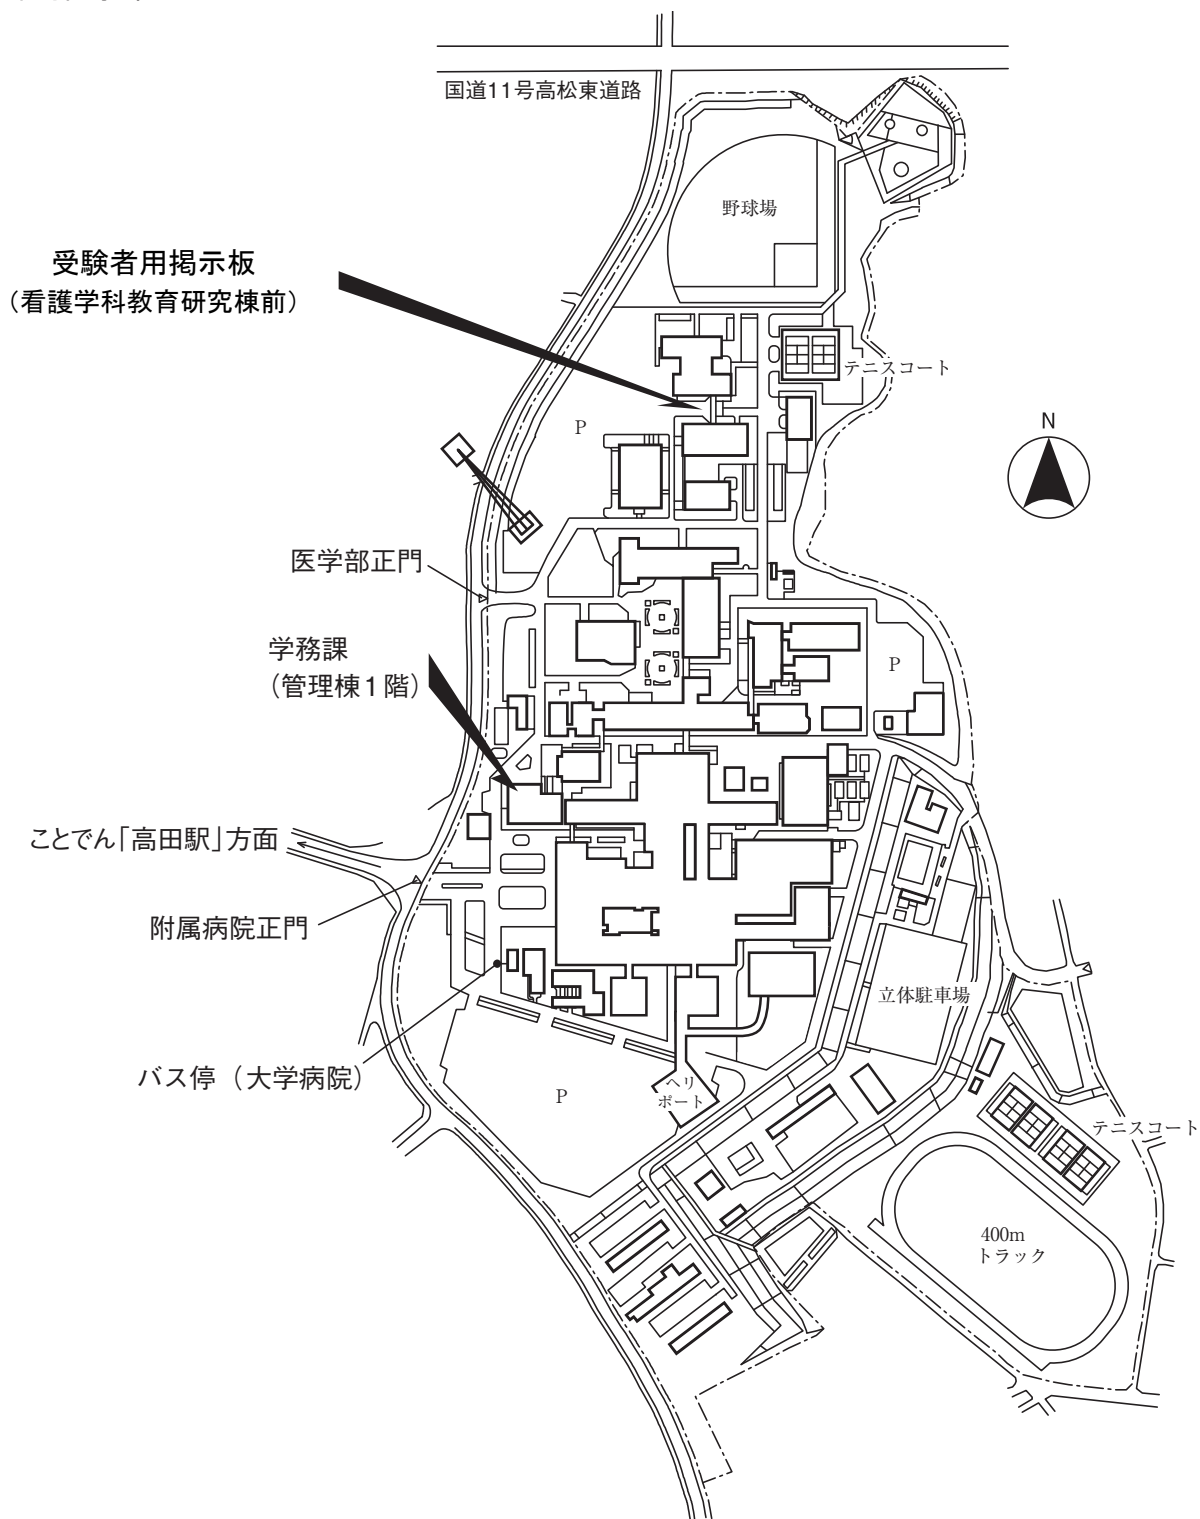 国道11号高松東道路
野球場
受験者用掲示板
（看護学科教育研究棟前）
テニスコート
P
N
医学部正門
学務課
（管理棟１階）
P
ことでん「高田駅」方面
附属病院正門
立体駐車場
バス停（大学病院）
P
ヘリ
ポート
テニスコート
400m
トラック